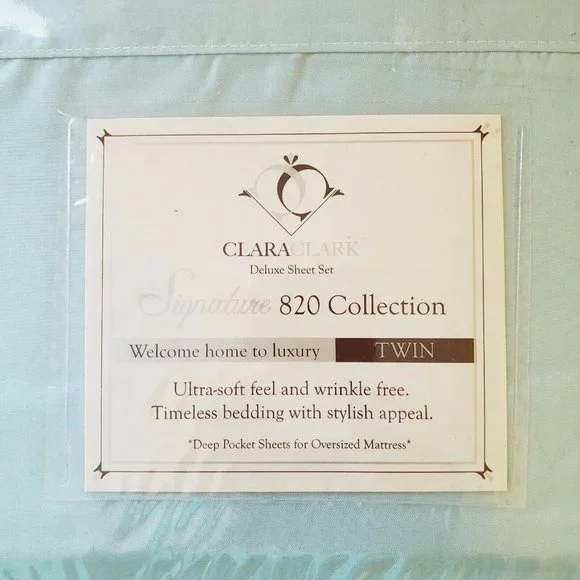 CLARACLARK
Deluxe Sheet Set
Signature 820 Collection
Welcome home to luxury TWIN
Ultra-soft feel and wrinkle free.
Timeless bedding with stylish appeal.
*Deep Pocket Sheets for Oversized Mattress*